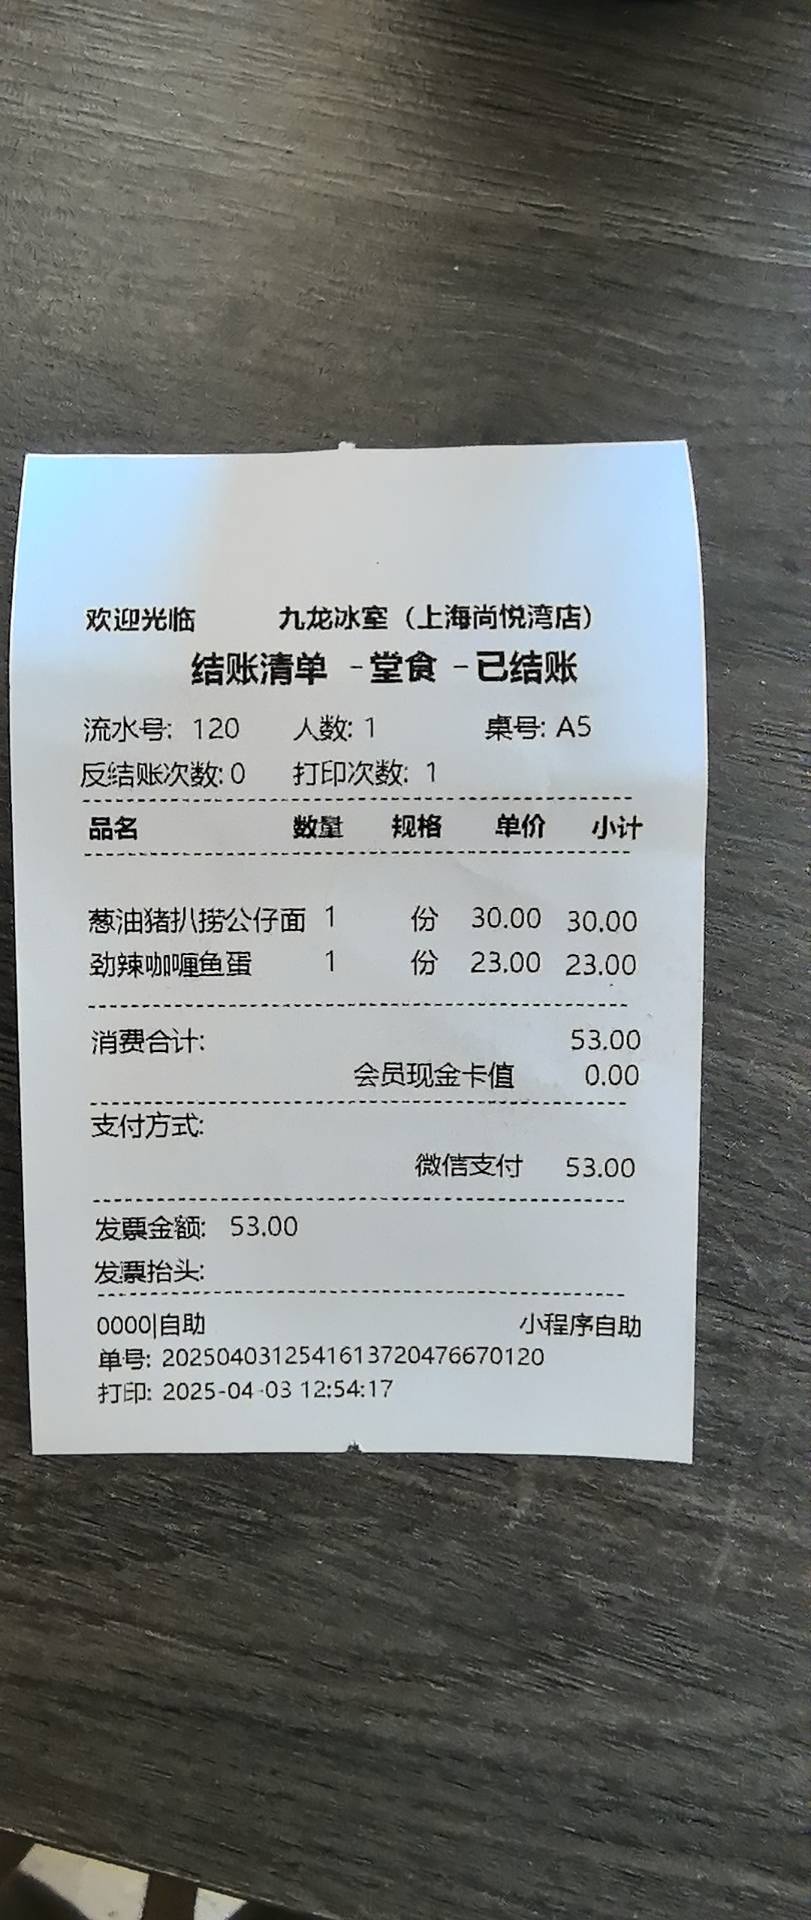 欢迎光临 九龙冰室（上海尚悦湾店）
结账清单 -堂食 -已结账
流水号: 120 人数: 1 桌号: A5
反结账次数: 0 打印次数: 1
品名 数量 规格 单价 小计
葱油猪扒捞公仔面 1 份 30.00 30.00
劲辣咖喱鱼蛋 1 份 23.00 23.00
消费合计: 53.00
会员现金卡值 0.00
支付方式:
微信支付 53.00
发票金额: 53.00
发票抬头:
0000|自助 小程序自助
单号: 2025040312541613720476670120
打印: 2025-04-03 12:54:17